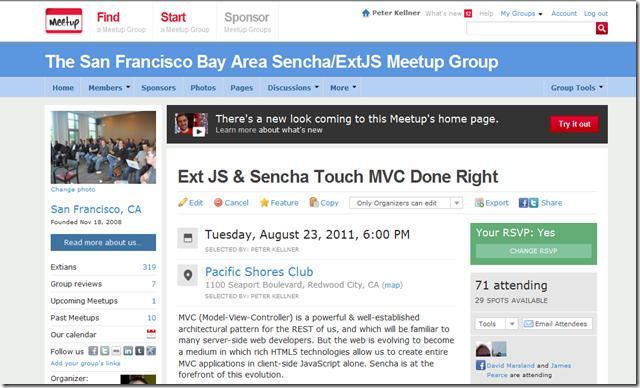 Meetup
Find
a Meetup Group
Start
a Meetup Group
Sponsor
Meetup Groups
Peter Kellner What's new 12 Help My Groups Account Log out
The San Francisco Bay Area Sencha/ExtJS Meetup Group
Home Members Sponsors Photos Pages Discussions More Group Tools
There's a new look coming to this Meetup's home page.
Learn more about what's new
Try it out
Change photo
San Francisco, CA
Founded Nov 18, 2008
Read more about us...
Extians 319
Group reviews 7
Upcoming Meetups 1
Past Meetups 10
Our calendar
Follow us
Add your group's links
Organizer:
Ext JS & Sencha Touch MVC Done Right
Edit Cancel Feature Copy Only Organizers can edit Export Share
Tuesday, August 23, 2011, 6:00 PM
SELECTED BY: PETER KELLNER
Pacific Shores Club
1100 Seaport Boulevard, Redwood City, CA (map)
SELECTED BY: PETER KELLNER
MVC (Model-View-Controller) is a powerful & well-established
architectural pattern for the REST of us, and which will be familiar to
many server-side web developers. But the web is evolving to become
a medium in which rich HTML5 technologies allow us to create entire
MVC applications in client-side JavaScript alone. Sencha is at the
forefront of this evolution.
Your RSVP: Yes
CHANGE RSVP
71 attending
29 SPOTS AVAILABLE
Tools Email Attendees
David Marsland and James
Pearce are attending